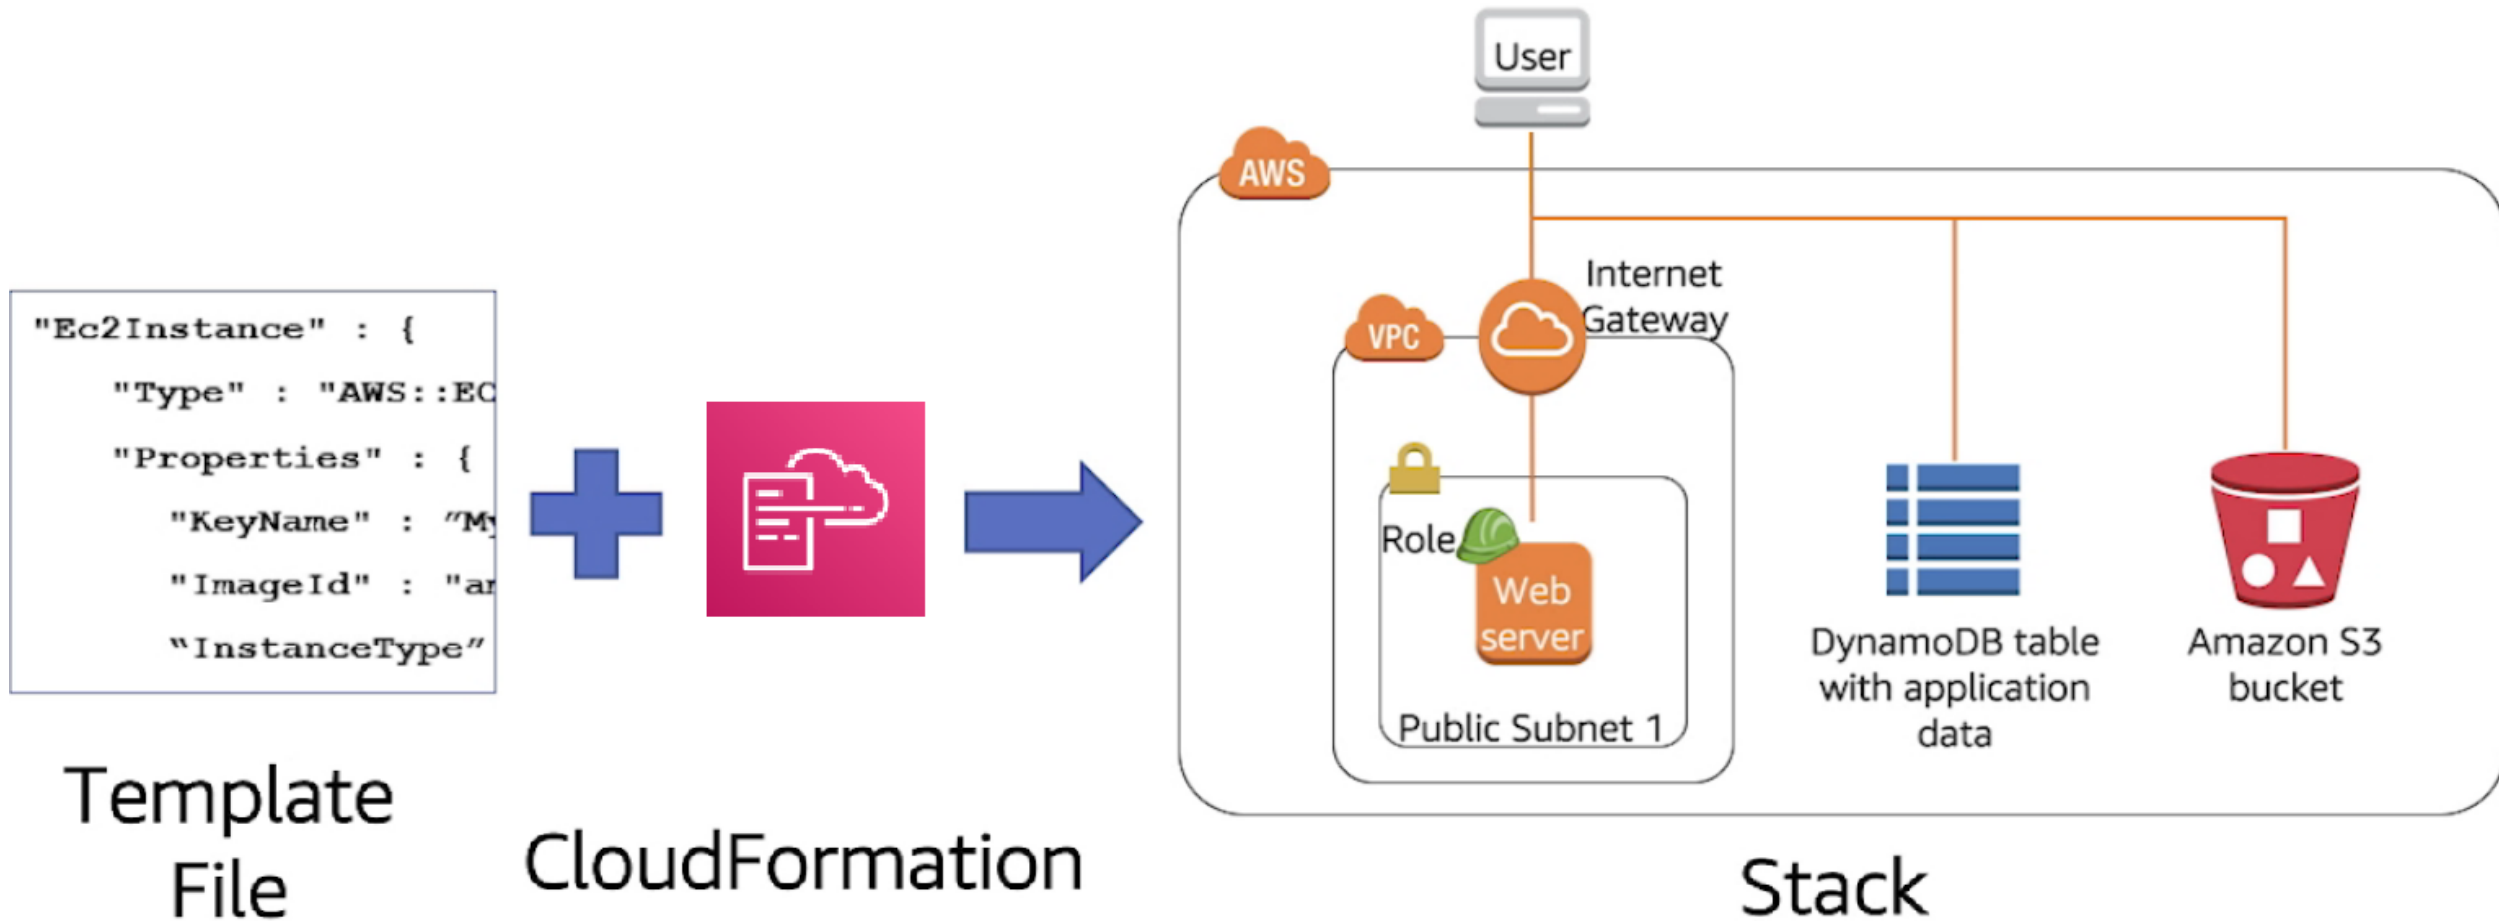 "Ec2Instance" : {
"Type" : "AWS::EC
"Properties" : {
"KeyName" : "My
"ImageId" : "am
"InstanceType"
Template
File
CloudFormation
User
AWS
Internet
Gateway
VPC
Role
Web
server
Public Subnet 1
DynamoDB table
with application
data
Amazon S3
bucket
Stack